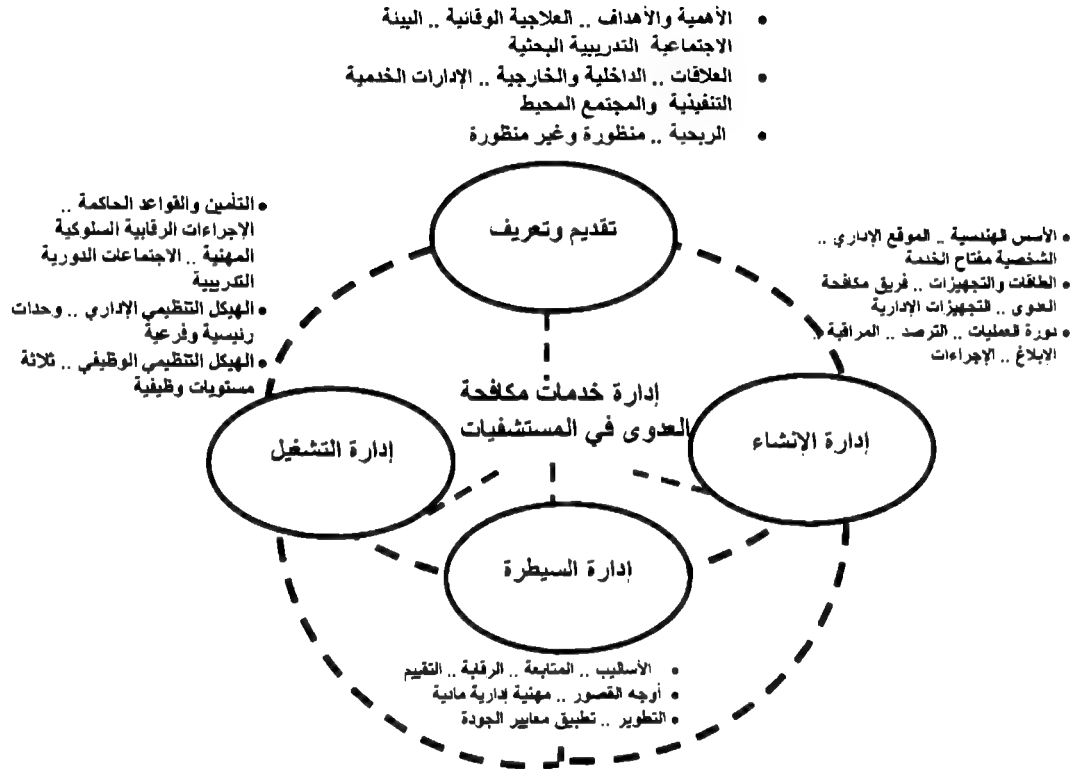 • الأهمية والأهداف .. العلاجية الوقائية .. البيئة
الاجتماعية التدريبية البحثية
• العلاقات .. الداخلية والخارجية .. الإدارات الخدمية
التنفيذية والمجتمع المحيط
• الربحية .. منظورة وغير منظورة
تقديم وتعريف
• الأسس الهندسية .. الموقع الإداري ..
الشخصية مفتاح الخدمة
• الطاقات والتجهيزات .. فريق مكافحة
العدوى .. التجهيزات الإدارية
• دورة العمليات .. الترصد .. المراقبة ..
الإبلاغ .. الإجراءات
• التأمين والقواعد الحاكمة ..
الإجراءات الرقابية السلوكية
المهنية .. الاجتماعات الدورية
التدريبية
• الهيكل التنظيمي الإداري .. وحدات
رئيسية وفرعية
• الهيكل التنظيمي الوظيفي .. ثلاثة
مستويات وظيفية
إدارة خدمات مكافحة
العدوى في المستشفيات
إدارة الإنشاء
إدارة التشغيل
إدارة السيطرة
• الأساليب .. المتابعة .. الرقابة .. التقييم
• أوجه القصور .. مهنية إدارية مادية
• التطوير .. تطبيق معايير الجودة